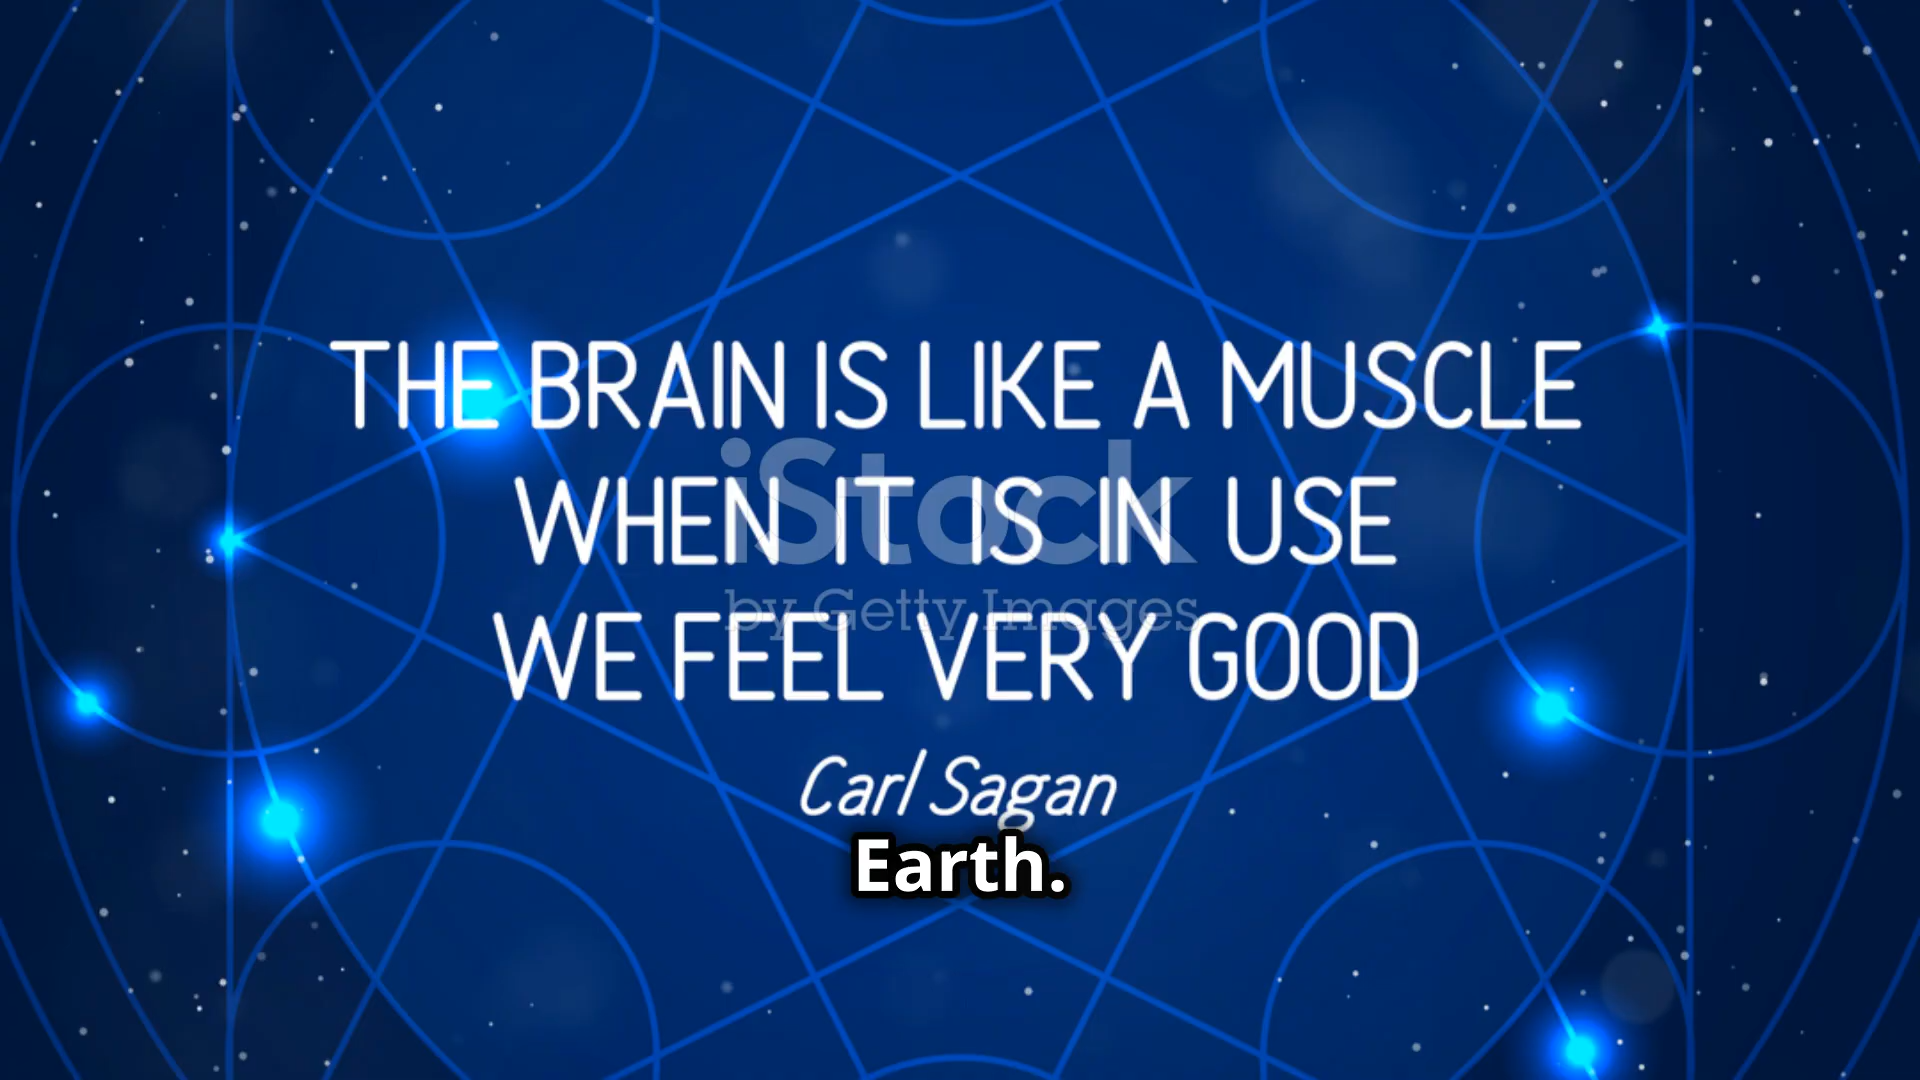 THE BRAIN IS LIKE A MUSCLE
WHEN IT IS IN USE
iStock
by Getty Images
WE FEEL VERY GOOD
Carl Sagan
Earth.